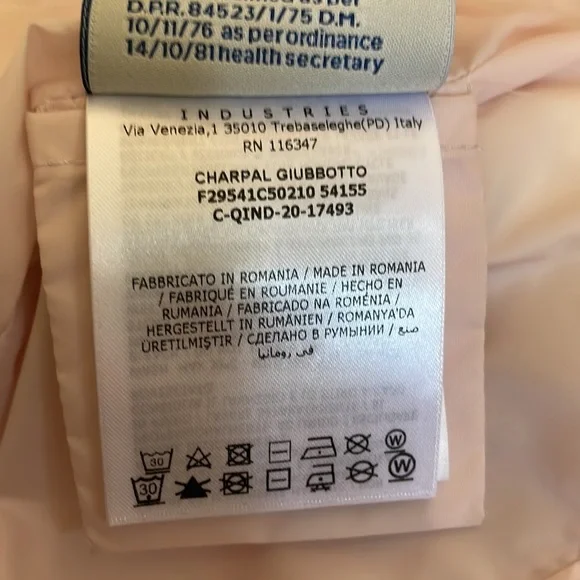 D.P.R. 84523/1/75 D.M.
10/11/76 as per ordinance
14/10/81 health secretary
INDUSTRIES
Via Venezia,1 35010 Trebaseleghe(PD) Italy
RN 116347
CHARPAL GIUBBOTTO
F29541C50210 54155
C-QIND-20-17493
FABBRICATO IN ROMANIA / MADE IN ROMANIA
/ FABRIQUÉ EN ROUMANIE / HECHO EN
RUMANIA / FABRICADO NA ROMÉNIA /
HERGESTELLT IN RUMÄNIEN / ROMANYA'DA
ÜRETILMIŞTIR / СДЕЛАНО В РУМЫНИИ / صنع
في رومانيا
30
W
30
W